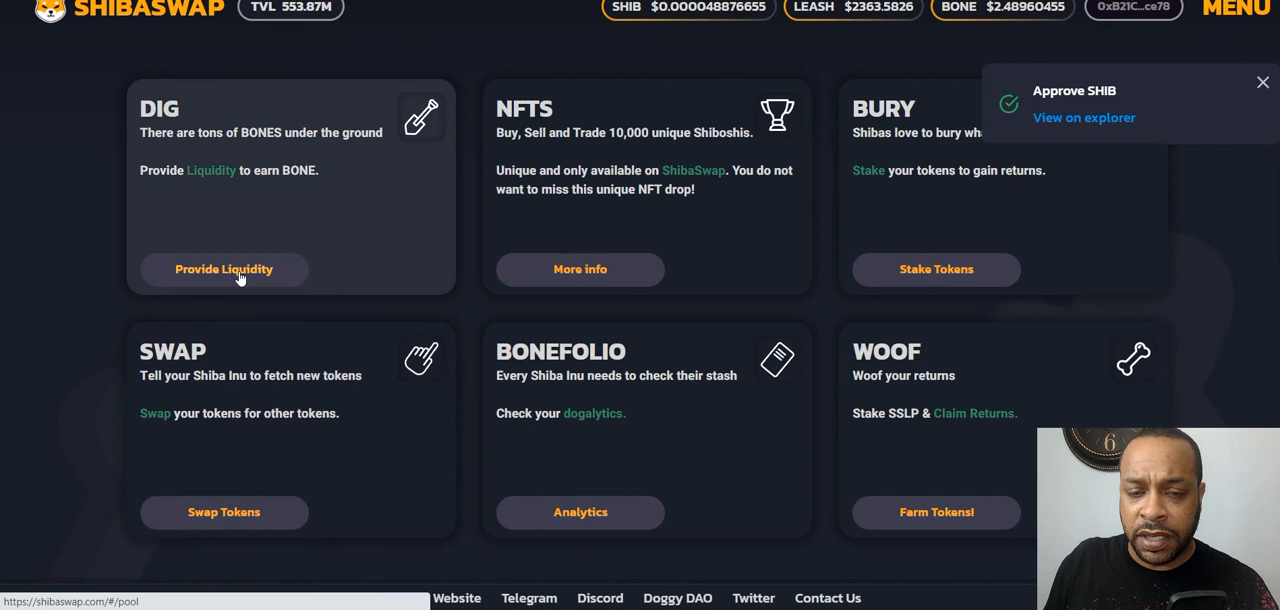 SHIBASWAP
TVL 553.87M
SHIB $0.000048876655
LEASH $2363.5826
BONE $2.48960455
0xB21C...ce78
MENU
DIG
There are tons of BONES under the ground
Provide Liquidity to earn BONE.
Provide Liquidity
NFTS
Buy, Sell and Trade 10,000 unique Shiboshis.
Unique and only available on ShibaSwap. You do not
want to miss this unique NFT drop!
More info
BURY
Shibas love to bury
Stake your tokens to gain returns.
Stake Tokens
Approve SHIB
View on explorer
SWAP
Tell your Shiba Inu to fetch new tokens
Swap your tokens for other tokens.
Swap Tokens
BONEFOLIO
Every Shiba Inu needs to check their stash
Check your dogalytics.
Analytics
WOOF
Woof your returns
Stake SSLP & Claim Returns.
Farm Tokens!
6
https://shibaswap.com/#/pool
Website
Telegram
Discord
Doggy DAO
Twitter
Contact Us